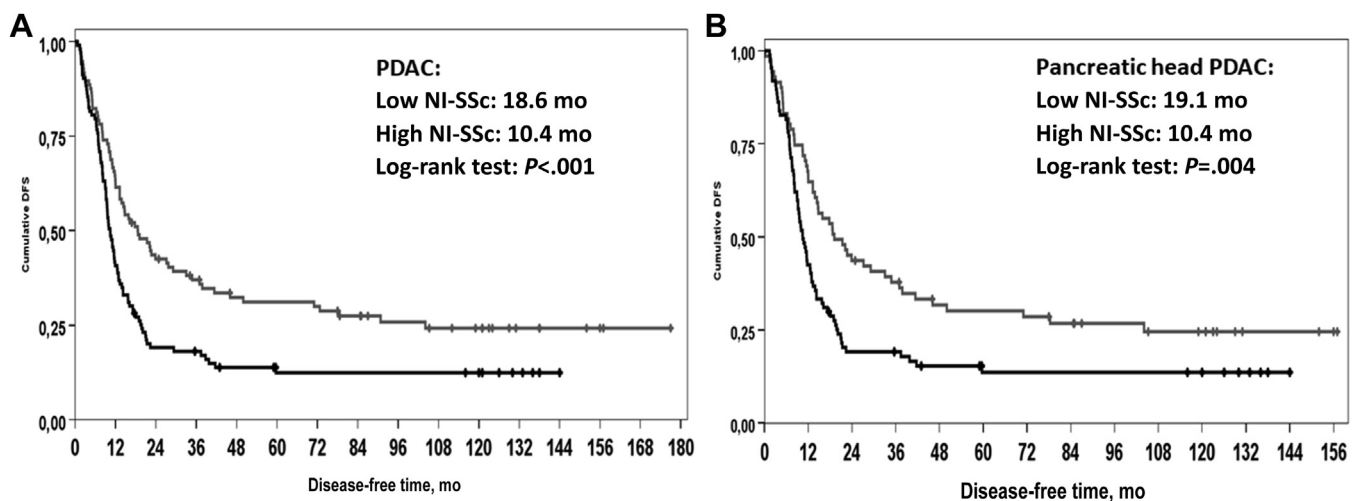 A
1,00
0,75
0,50
0,25
0,00
Cumulative DFS
PDAC:
Low NI-SSc: 18.6 mo
High NI-SSc: 10.4 mo
Log-rank test: P<.001
0 12 24 36 48 60 72 84 96 108 120 132 144 156 168 180
Disease-free time, mo
B
1,00
0,75
0,50
0,25
0,00
Cumulative DFS
Pancreatic head PDAC:
Low NI-SSc: 19.1 mo
High NI-SSc: 10.4 mo
Log-rank test: P=.004
0 12 24 36 48 60 72 84 96 108 120 132 144 156
Disease-free time, mo